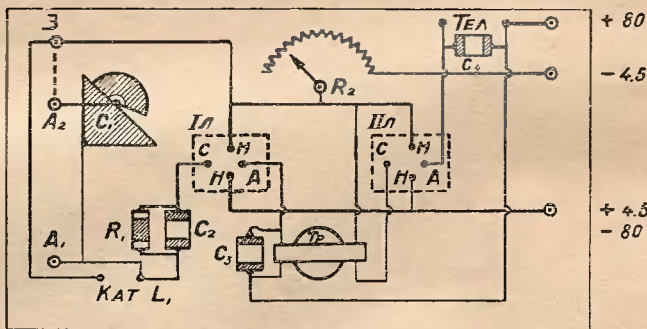 З
Тел
+ 80
C₄
- 4.5
A₂
C₁
R₂
Iл
IIл
C
Н
A
Н
C
Н
A
Н
R₁
C₂
+ 4.5
- 80
A₁
C₃
Тр
КАТ L₁